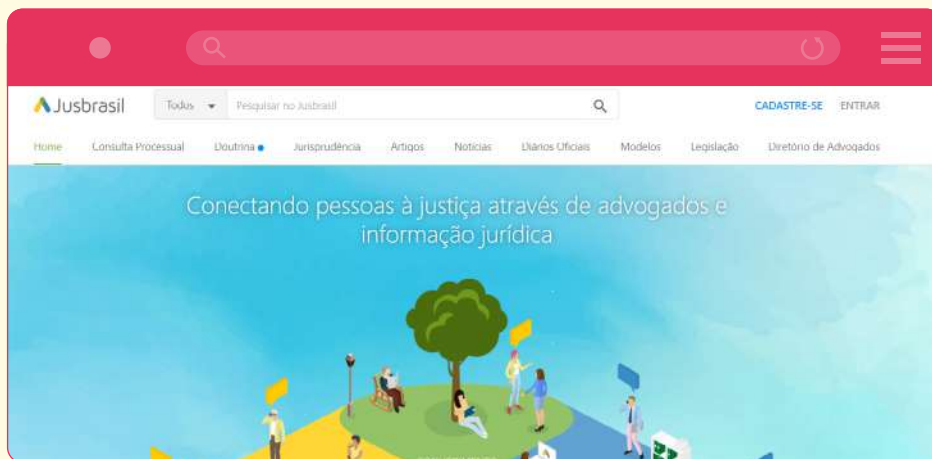 Jusbrasil
Todos
Pesquisar no Jusbrasil
CADASTRE-SE ENTRAR
Home Consulta Processual Doutrina Jurisprudência Artigos Notícias Diários Oficiais Modelos Legislação Diretório de Advogados
Conectando pessoas à justiça através de advogados e
informação jurídica